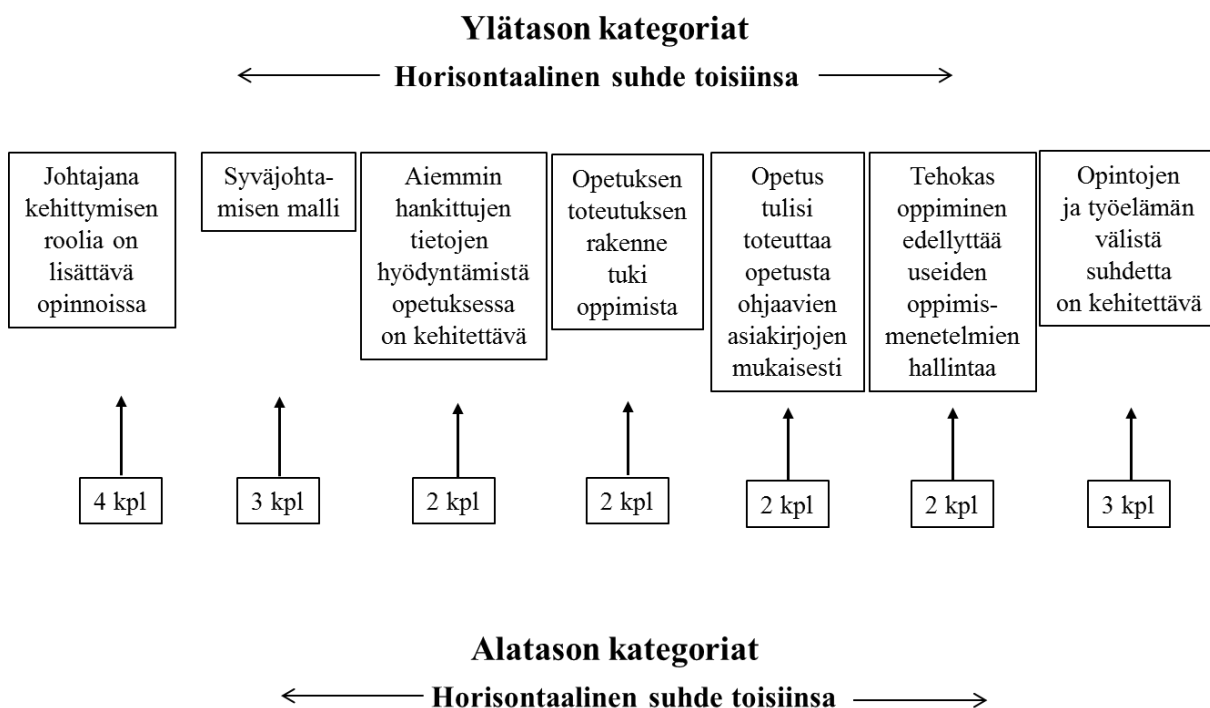 Ylätason kategoriat
Horisontaalinen suhde toisiinsa
Johtajana
kehittymisen
roolia on
lisättävä
opinnoissa
Syväjohta-
misen malli
Aiemmin
hankittujen
tietojen
hyödyntämistä
opetuksessa
on kehitettävä
Opetuksen
toteutuksen
rakenne
tuki
oppimista
Opetus
tulisi
toteuttaa
opetusta
ohjaavien
asiakirjojen
mukaisesti
Tehokas
oppiminen
edellyttää
useiden
oppimis-
menetelmien
hallintaa
Opintojen
ja työelämän
välistä
suhdetta
on kehitettävä
4 kpl
3 kpl
2 kpl
2 kpl
2 kpl
2 kpl
3 kpl
Alatason kategoriat
Horisontaalinen suhde toisiinsa